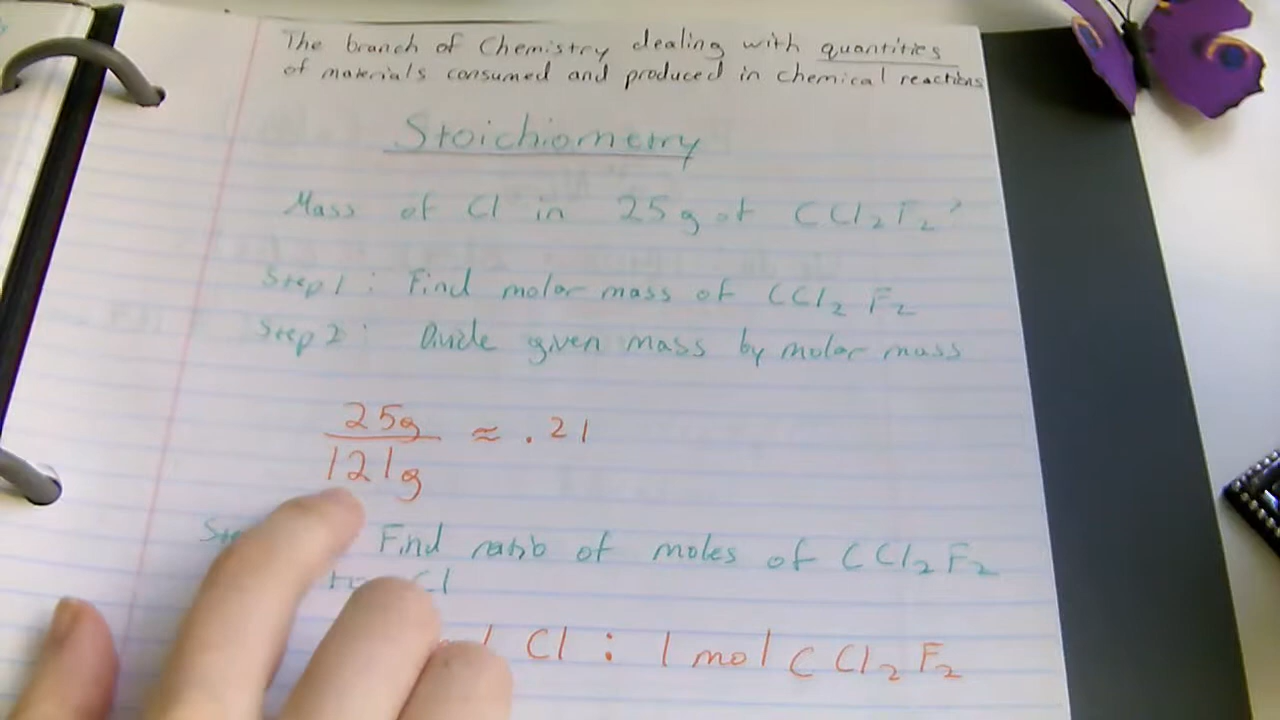 The branch of Chemistry dealing with quantities
of materials consumed and produced in chemical reactions
Stoichiometry
Mass of Cl in 25g of CCl₂F₂?
Step 1: Find molar mass of CCl₂F₂
Step 2: Divide given mass by molar mass
25g
≈ .21
121g
Find ratio of moles of CCl₂F₂
Cl
Cl : 1 mol CCl₂F₂